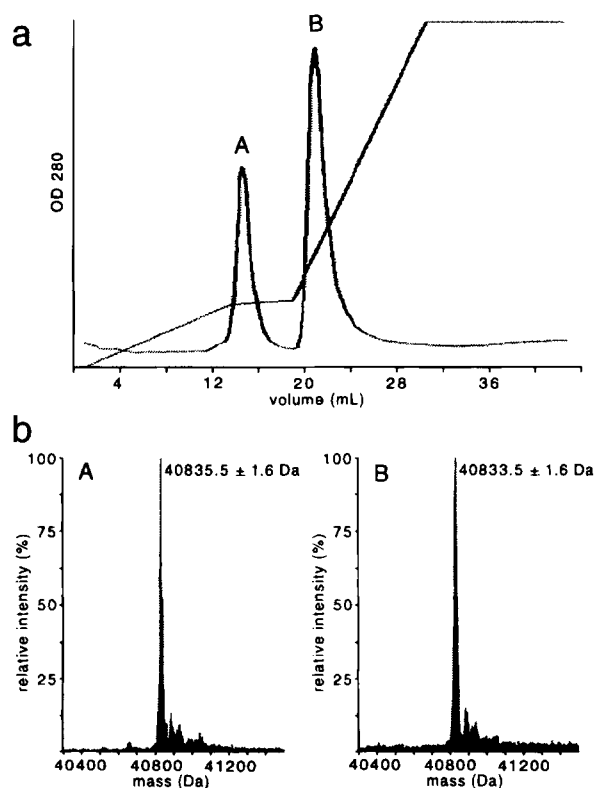 a
B
A
OD 280
4 12 20 28 36
volume (mL)
b
A
40835.5 ± 1.6 Da
100
75
50
25
relative intensity (%)
40400 40800 41200
mass (Da)
B
40833.5 ± 1.6 Da
100
75
50
25
relative intensity (%)
40400 40800 41200
mass (Da)